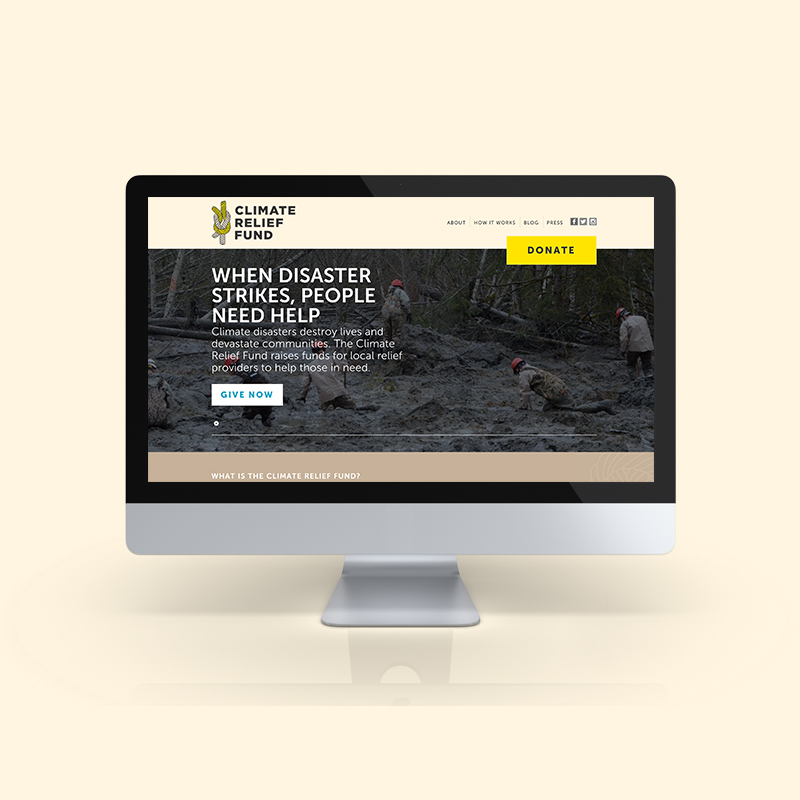 CLIMATE
RELIEF
FUND
ABOUT HOW IT WORKS BLOG PRESS
DONATE
WHEN DISASTER
STRIKES, PEOPLE
NEED HELP
Climate disasters destroy lives and
devastate communities. The Climate
Relief Fund raises funds for local relief
providers to help those in need.
GIVE NOW
WHAT IS THE CLIMATE RELIEF FUND?